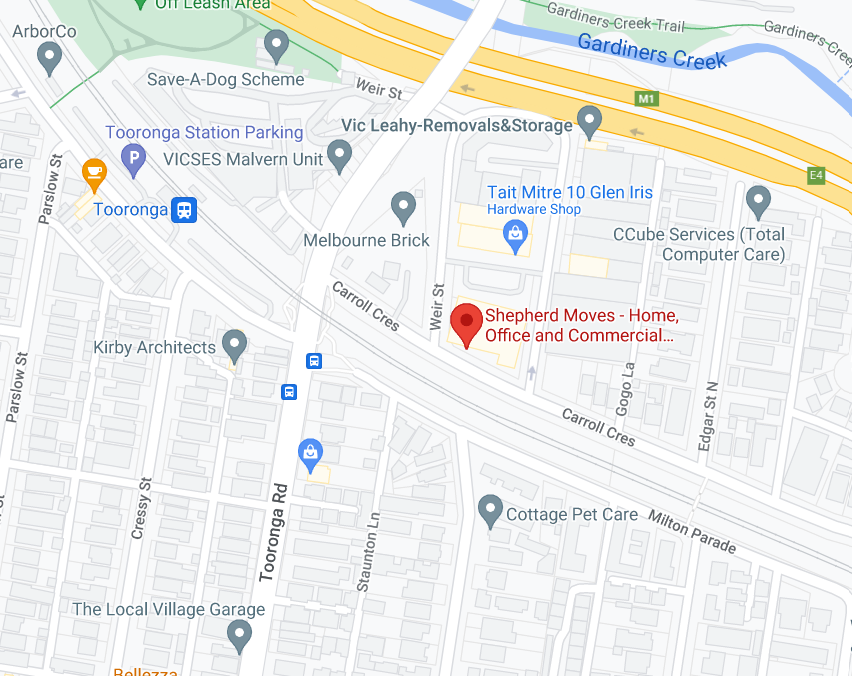 Off Leash Area
ArborCo
Gardiners Creek Trail
Gardiners Cree
Gardiners Creek
Save-A-Dog Scheme
Weir St
M1
Vic Leahy-Removals&Storage
Tooronga Station Parking
P
VICSES Malvern Unit
are
E4
Parslow St
Tait Mitre 10 Glen Iris
Hardware Shop
Tooronga
Melbourne Brick
CCube Services (Total
Computer Care)
Carroll Cres
Weir St
Shepherd Moves - Home,
Office and Commercial...
Kirby Architects
Parslow St
Gogo La
Edgar St N
Carroll Cres
Cressy St
Tooronga Rd
Staunton Ln
Cottage Pet Care
Milton Parade
The Local Village Garage
Bellezza